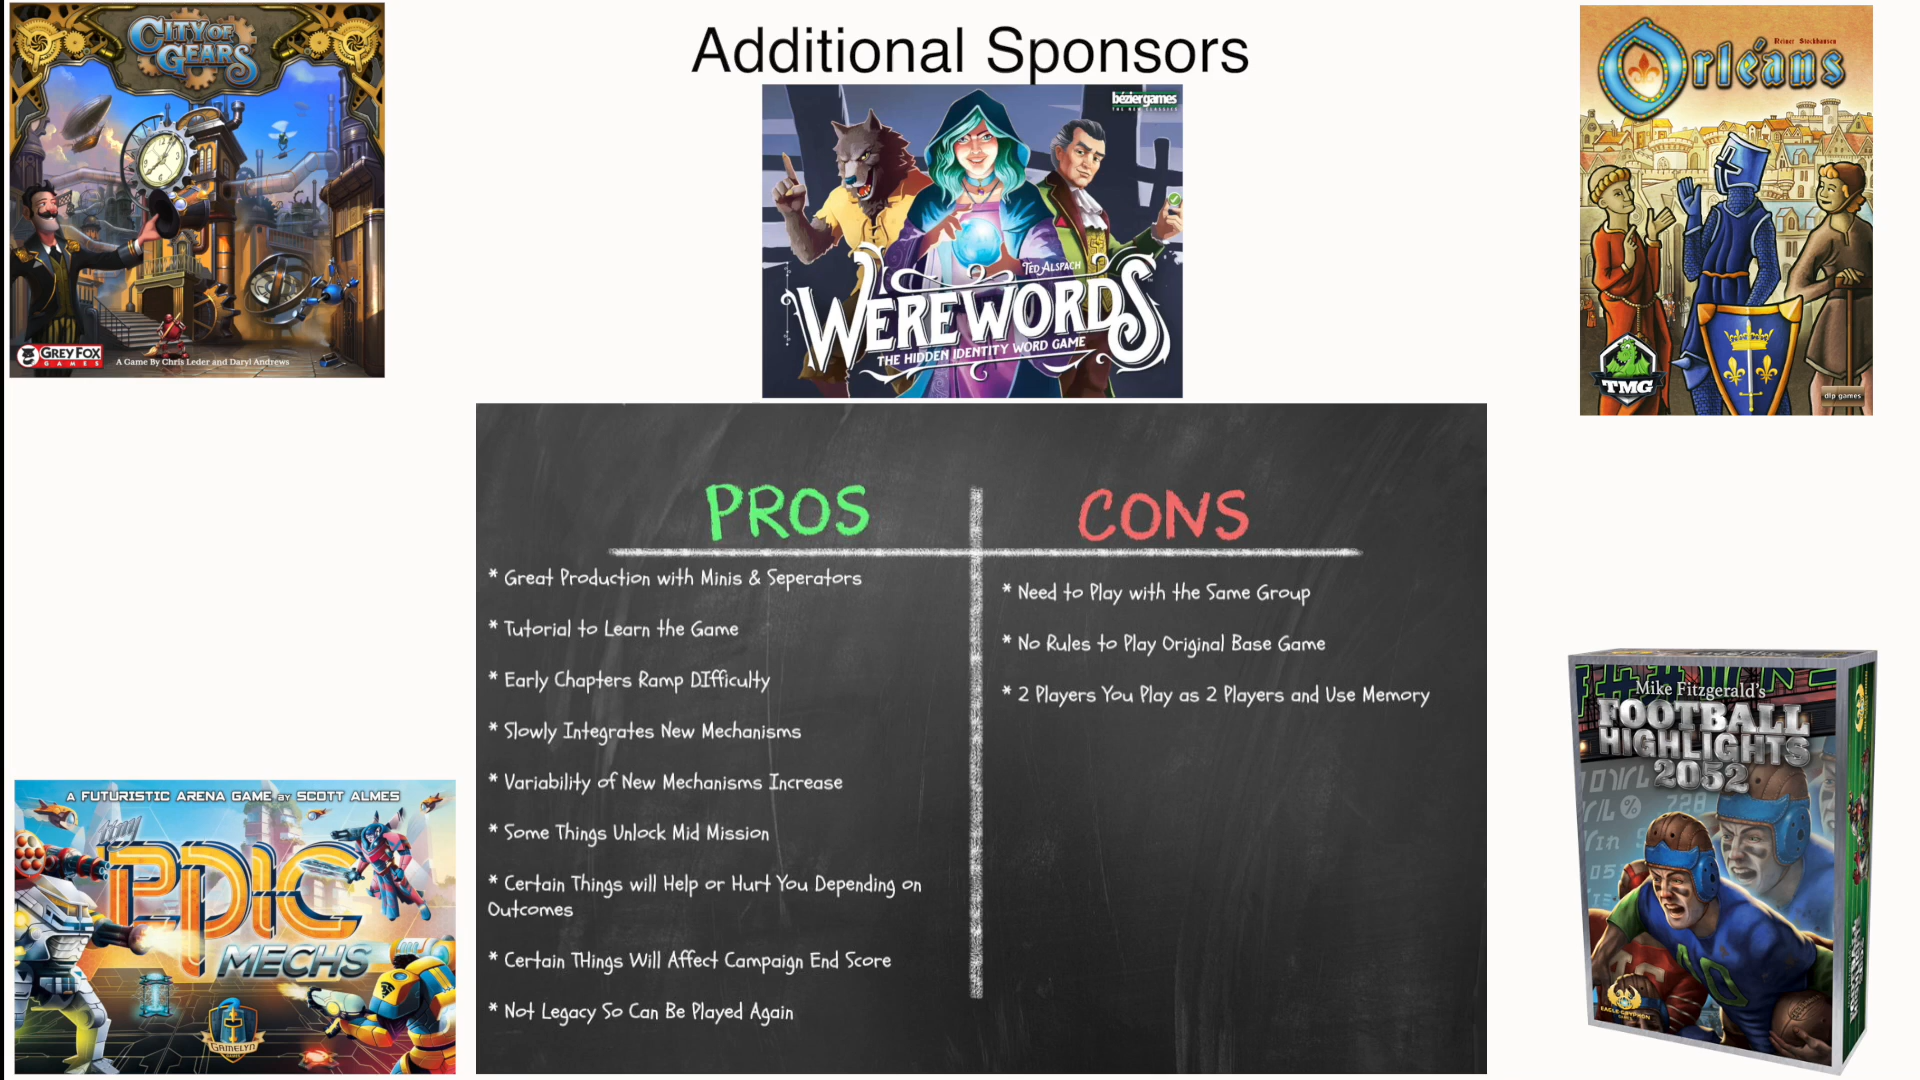 Additional Sponsors
CITY OF
GEARS
GREY FOX
GAMES
A Game By Chris Leder and Daryl Andrews
béziergames
TED ALSPACH
WEREWORDS
THE HIDDEN IDENTITY WORD GAME
Reiner Stockhausen
Orléans
TMG
dlp games
PROS
CONS
* Great Production with Minis & Seperators
* Tutorial to Learn the Game
* Early Chapters Ramp DIfficulty
* Slowly Integrates New Mechanisms
* Variability of New Mechanisms Increase
* Some Things Unlock Mid Mission
* Certain Things will Help or Hurt You Depending on
Outcomes
* Certain THings Will Affect Campaign End Score
* Not Legacy So Can Be Played Again
* Need to Play with the Same Group
* No Rules to Play Original Base Game
* 2 Players You Play as 2 Players and Use Memory
A FUTURISTIC ARENA GAME BY SCOTT ALMES
tiny
EPIC
MECHS
GAMELYN
Mike Fitzgerald's
FOOTBALL
HIGHLIGHTS
2052
728
EAGLE-GRYPHON